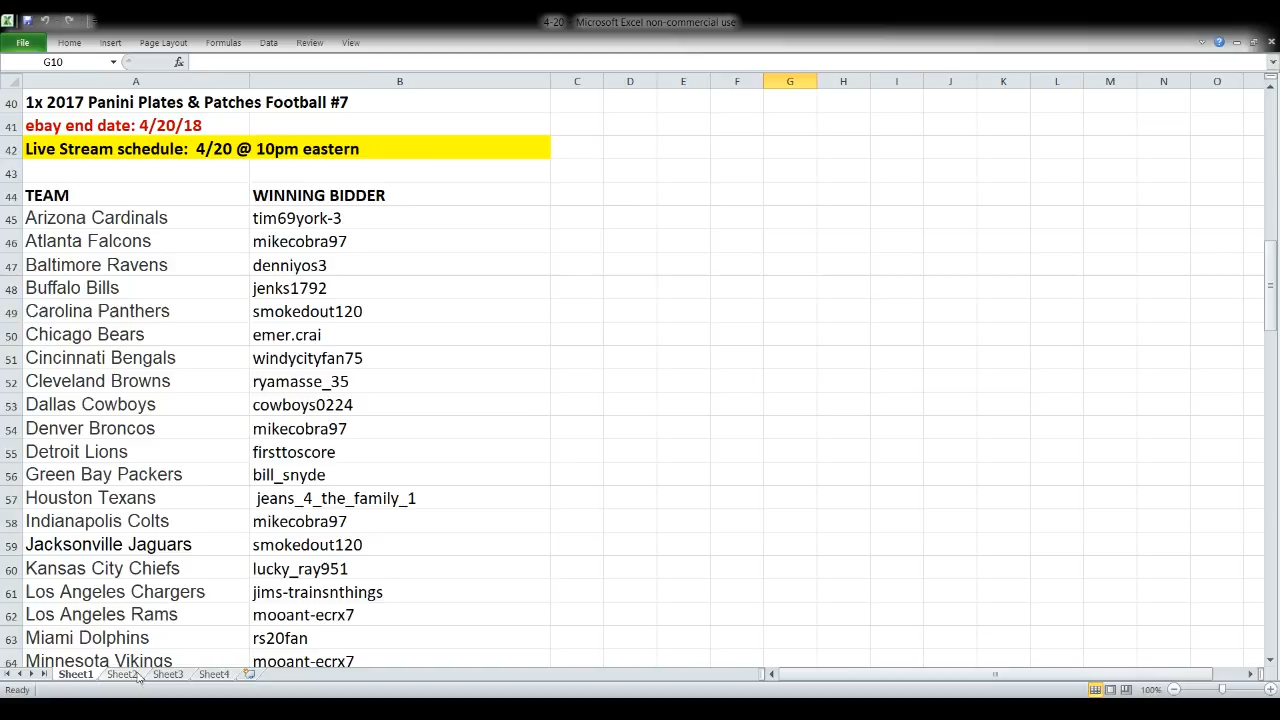 4-20 - Microsoft Excel non-commercial use
File Home Insert Page Layout Formulas Data Review View
G10 fx
A B C D E F G H I J K L M N O
40 1x 2017 Panini Plates & Patches Football #7
41 ebay end date: 4/20/18
42 Live Stream schedule: 4/20 @ 10pm eastern
43
44 TEAM WINNING BIDDER
45 Arizona Cardinals tim69york-3
46 Atlanta Falcons mikecobra97
47 Baltimore Ravens denniyos3
48 Buffalo Bills jenks1792
49 Carolina Panthers smokedout120
50 Chicago Bears emer.crai
51 Cincinnati Bengals windycityfan75
52 Cleveland Browns ryamasse_35
53 Dallas Cowboys cowboys0224
54 Denver Broncos mikecobra97
55 Detroit Lions firsttoscore
56 Green Bay Packers bill_snyde
57 Houston Texans jeans_4_the_family_1
58 Indianapolis Colts mikecobra97
59 Jacksonville Jaguars smokedout120
60 Kansas City Chiefs lucky_ray951
61 Los Angeles Chargers jims-trainsnthings
62 Los Angeles Rams mooant-ecrx7
63 Miami Dolphins rs20fan
64 Minnesota Vikings mooant-ecrx7
Sheet1 Sheet2 Sheet3 Sheet4
Ready 100%